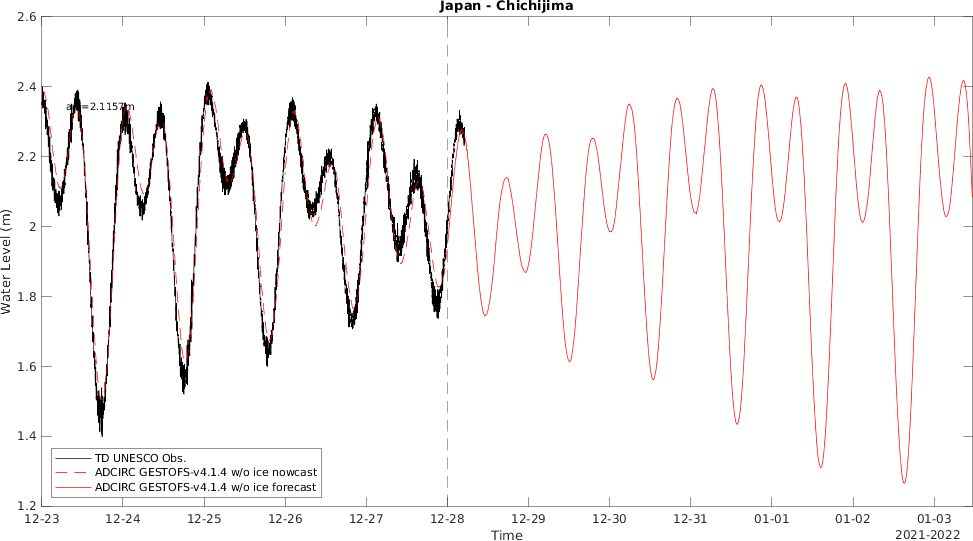 Japan - Chichijima
Water Level (m)
2.6
2.4
2.2
2
1.8
1.6
1.4
1.2
=2.1157m
TD UNESCO Obs.
ADCIRC GESTOFS-v4.1.4 w/o ice nowcast
ADCIRC GESTOFS-v4.1.4 w/o ice forecast
12-23 12-24 12-25 12-26 12-27 12-28 12-29 12-30 12-31 01-01 01-02 01-03
Time
2021-2022